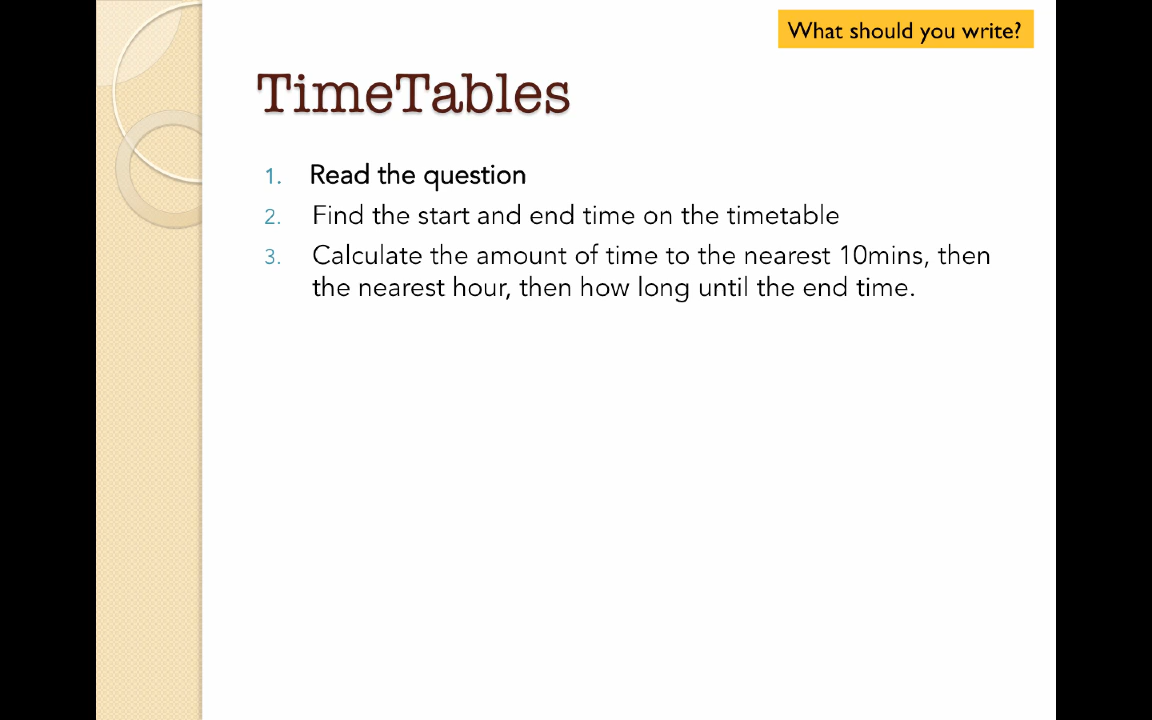 What should you write?
TimeTables
1. Read the question
2. Find the start and end time on the timetable
3. Calculate the amount of time to the nearest 10mins, then
the nearest hour, then how long until the end time.